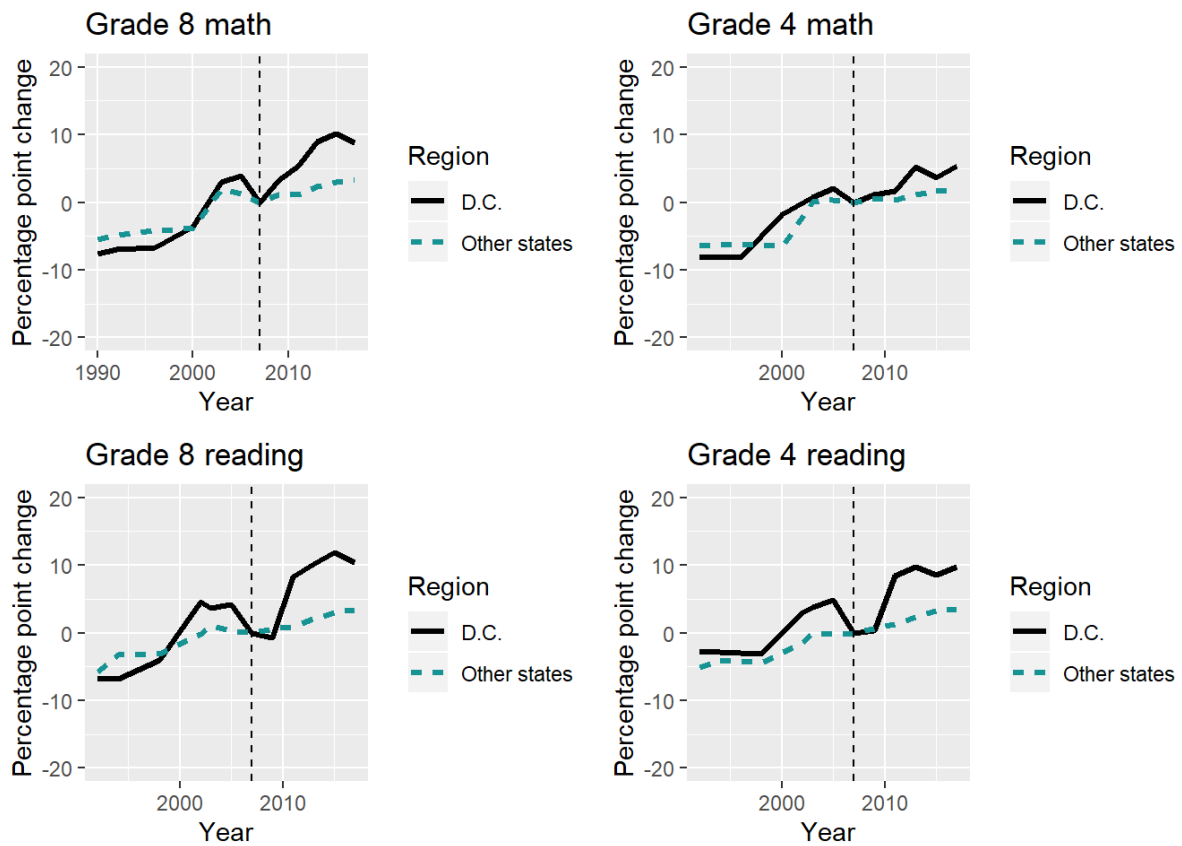 Grade 8 math
Percentage point change
20
10
0
-10
-20
1990
2000
2010
Year
Region
D.C.
Other states
Grade 4 math
Percentage point change
20
10
0
-10
-20
2000
2010
Year
Region
D.C.
Other states
Grade 8 reading
Percentage point change
20
10
0
-10
-20
2000
2010
Year
Region
D.C.
Other states
Grade 4 reading
Percentage point change
20
10
0
-10
-20
2000
2010
Year
Region
D.C.
Other states